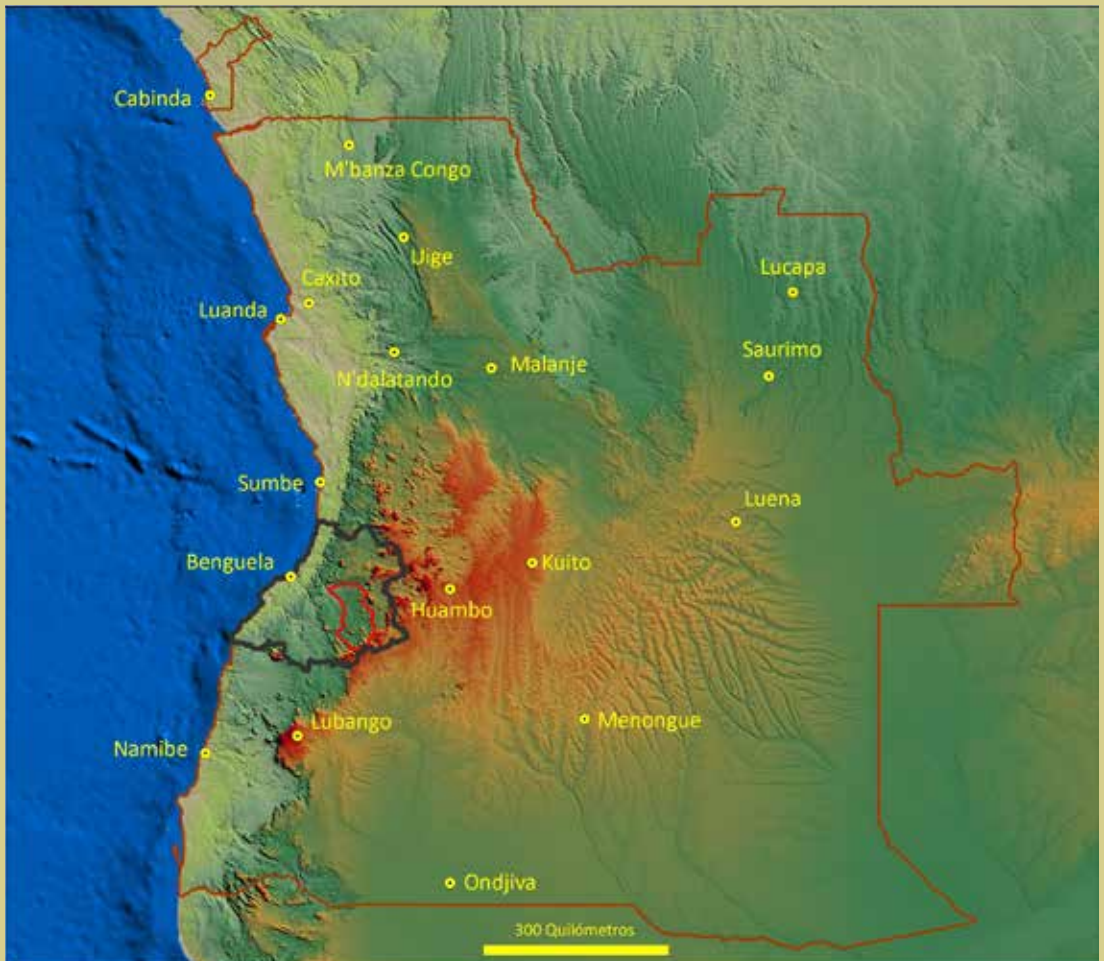 Cabinda
M'banza Congo
Uige
Caxito
Lucapa
Luanda
Saurimo
N'dalatando
Malanje
Sumbe
Luena
Benguela
Kuito
Huambo
Lubango
Menongue
Namibe
Ondjiva
300 Quilómetros